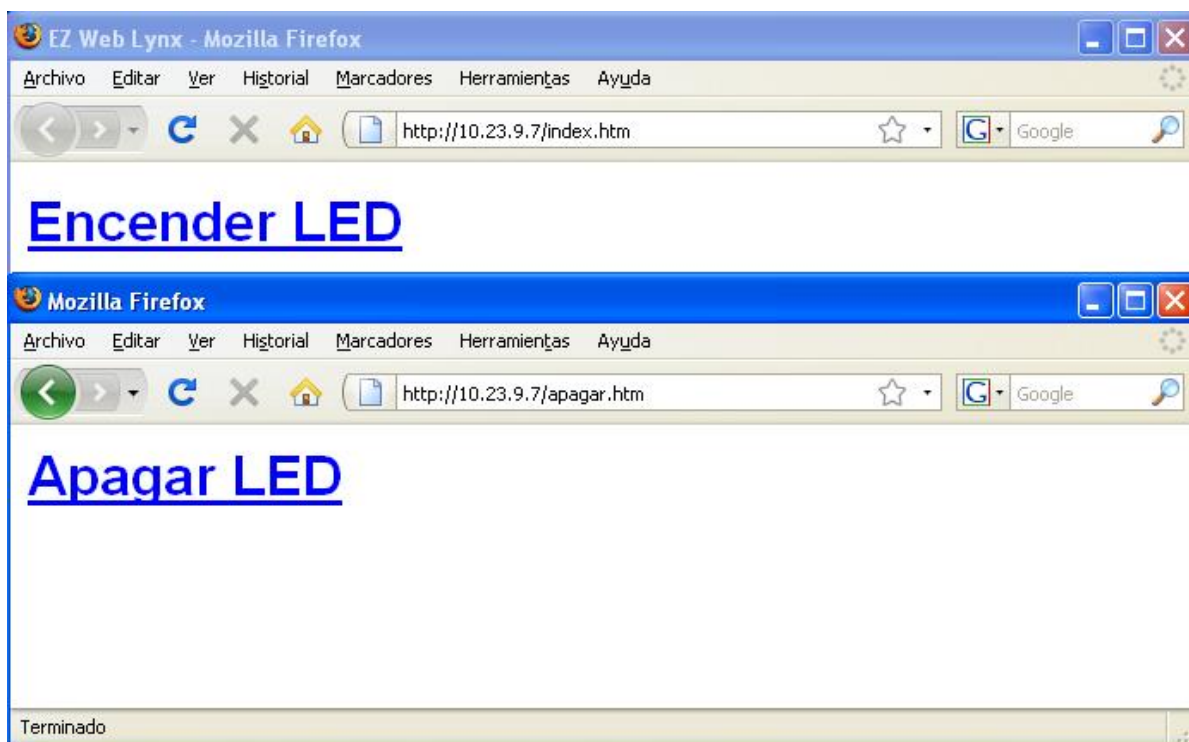 EZ Web Lynx - Mozilla Firefox
Archivo Editar Ver Historial Marcadores Herramientas Ayuda
http://10.23.9.7/index.htm G Google
Encender LED
Mozilla Firefox
Archivo Editar Ver Historial Marcadores Herramientas Ayuda
http://10.23.9.7/apagar.htm G Google
Apagar LED
Terminado